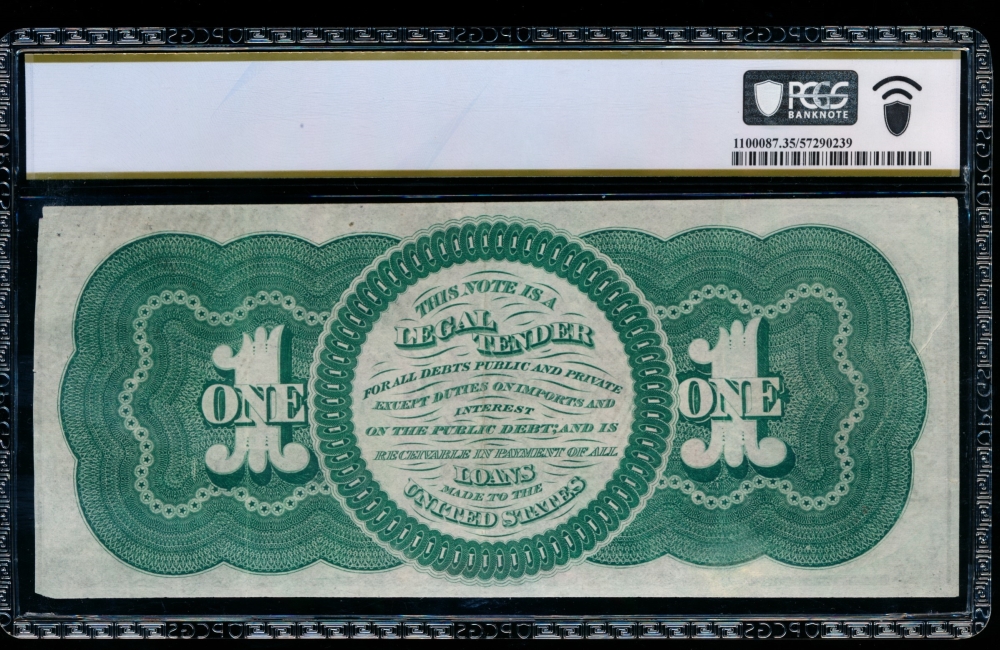 PCGS
BANKNOTE
1100087.35/57290239
THIS NOTE IS A
LEGAL
TENDER
FOR ALL DEBTS PUBLIC AND PRIVATE
EXCEPT DUTIES ON IMPORTS AND
INTEREST
ON THE PUBLIC DEBT; AND IS
RECEIVABLE IN PAYMENT OF ALL
LOANS
MADE TO THE
UNITED STATES
1
ONE
1
ONE